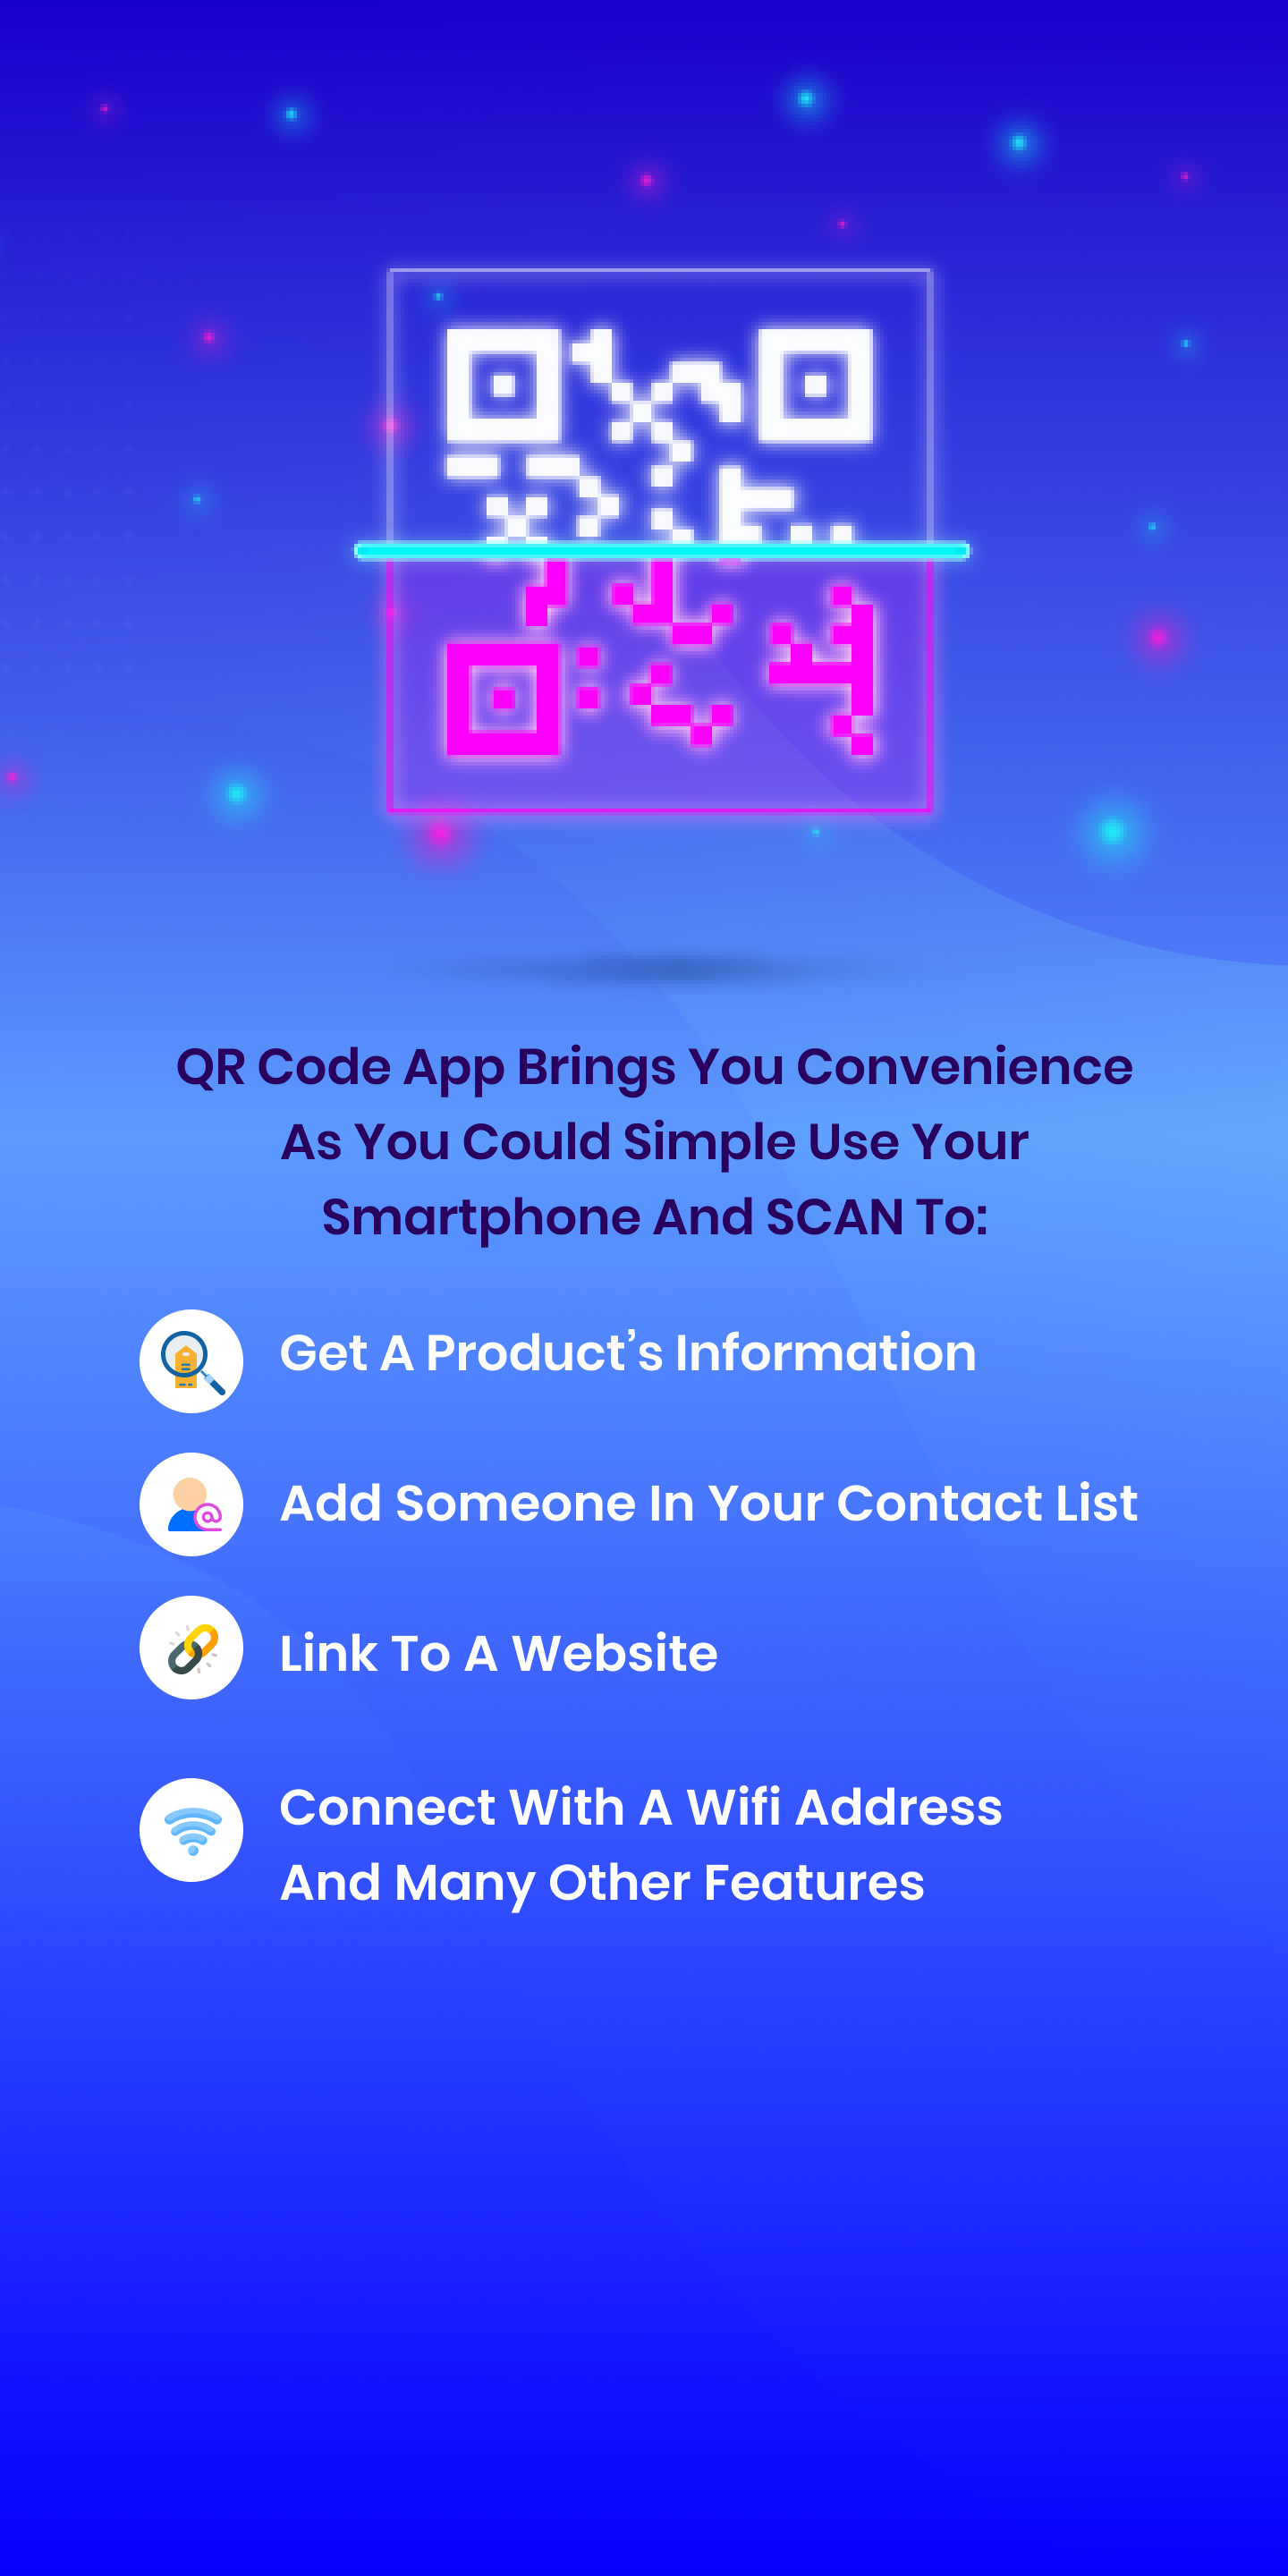 QR Code App Brings You Convenience
As You Could Simple Use Your
Smartphone And SCAN To:
Get A Product’s Information
Add Someone In Your Contact List
Link To A Website
Connect With A Wifi Address
And Many Other Features